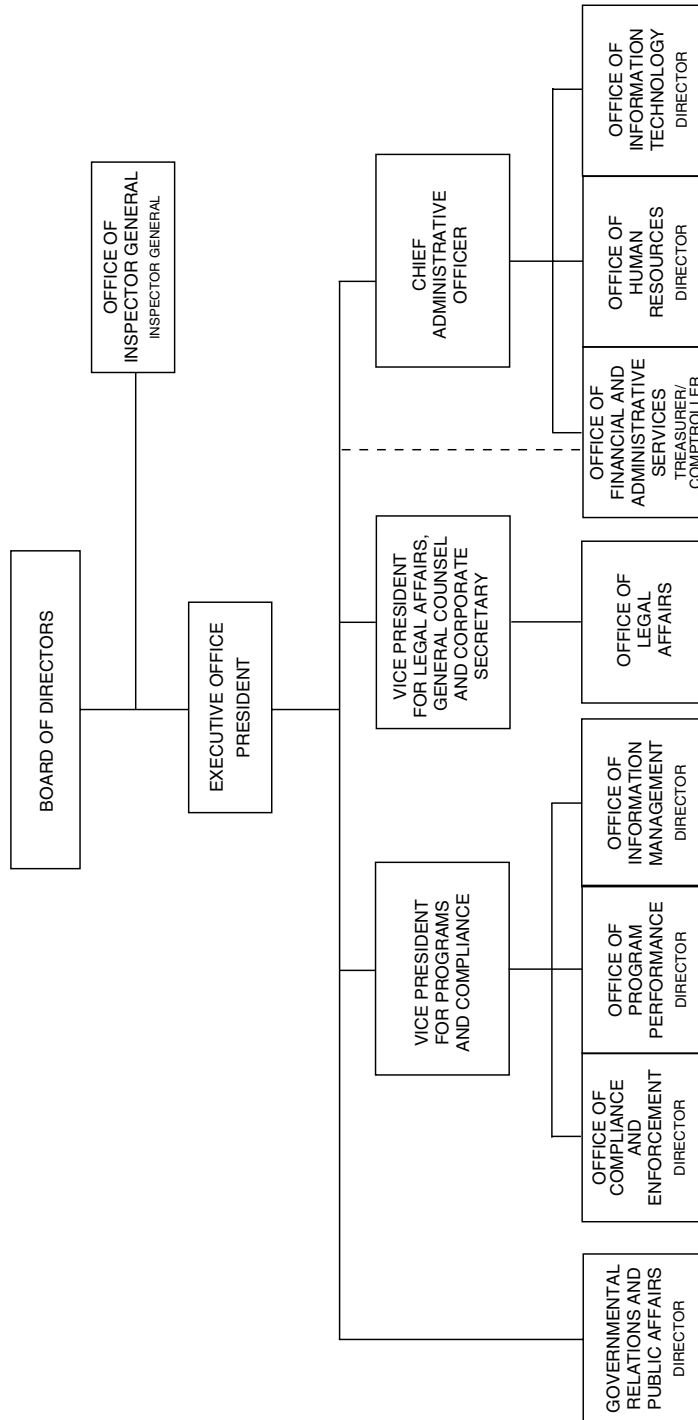 BOARD OF DIRECTORS
OFFICE OF
INSPECTOR GENERAL
INSPECTOR GENERAL
EXECUTIVE OFFICE
PRESIDENT
VICE PRESIDENT
FOR PROGRAMS
AND COMPLIANCE
VICE PRESIDENT
FOR LEGAL AFFAIRS,
GENERAL COUNSEL
AND CORPORATE
SECRETARY
CHIEF
ADMINISTRATIVE
OFFICER
GOVERNMENTAL
RELATIONS AND
PUBLIC AFFAIRS
DIRECTOR
OFFICE OF
COMPLIANCE
AND
ENFORCEMENT
DIRECTOR
OFFICE OF
PROGRAM
PERFORMANCE
DIRECTOR
OFFICE OF
INFORMATION
MANAGEMENT
DIRECTOR
OFFICE OF
LEGAL
AFFAIRS
OFFICE OF
FINANCIAL AND
ADMINISTRATIVE
SERVICES
TREASURER/
COMPTROLLER
OFFICE OF
HUMAN
RESOURCES
DIRECTOR
OFFICE OF
INFORMATION
TECHNOLOGY
DIRECTOR